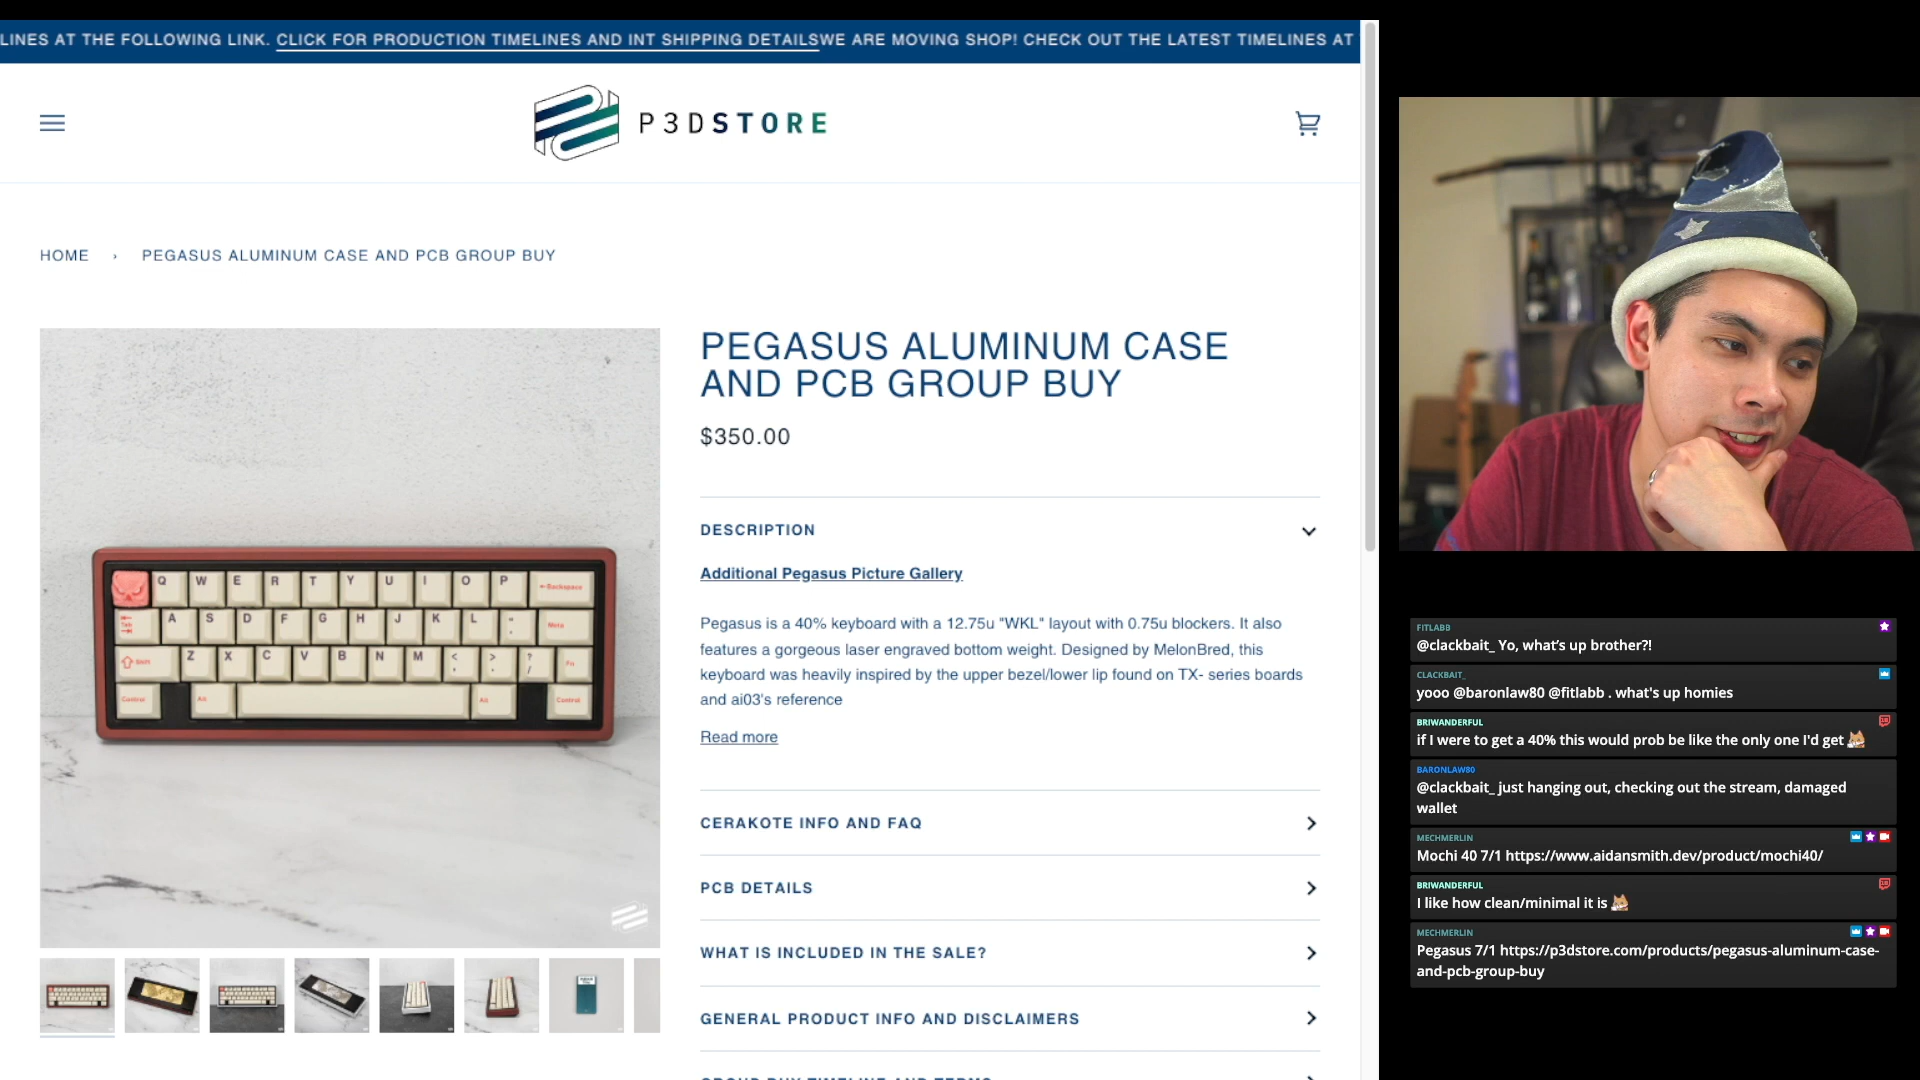 LINES AT THE FOLLOWING LINK. CLICK FOR PRODUCTION TIMELINES AND INT SHIPPING DETAILSWE ARE MOVING SHOP! CHECK OUT THE LATEST TIMELINES AT
P3DSTORE
HOME › PEGASUS ALUMINUM CASE AND PCB GROUP BUY
PEGASUS ALUMINUM CASE
AND PCB GROUP BUY
$350.00
DESCRIPTION
Additional Pegasus Picture Gallery
Pegasus is a 40% keyboard with a 12.75u "WKL" layout with 0.75u blockers. It also
features a gorgeous laser engraved bottom weight. Designed by MelonBred, this
keyboard was heavily inspired by the upper bezel/lower lip found on TX- series boards
and ai03's reference
Read more
CERAKOTE INFO AND FAQ
PCB DETAILS
WHAT IS INCLUDED IN THE SALE?
GENERAL PRODUCT INFO AND DISCLAIMERS
GROUP BUY TIMELINE AND TERMS
Q W E R T Y U I O P Backspace
Tab A S D F G H J K L " ' Meta
Shift Z X C V B N M < , > . ? / Fn
Control Alt Alt Control
FITLABB
@clackbait_ Yo, what's up brother?!
CLACKBAIT_
yooo @baronlaw80 @fitlabb . what's up homies
BRIWANDERFUL
if I were to get a 40% this would prob be like the only one I'd get
BARONLAW80
@clackbait_ just hanging out, checking out the stream, damaged
wallet
MECHMERLIN
Mochi 40 7/1 https://www.aidansmith.dev/product/mochi40/
BRIWANDERFUL
I like how clean/minimal it is
MECHMERLIN
Pegasus 7/1 https://p3dstore.com/products/pegasus-aluminum-case-
and-pcb-group-buy